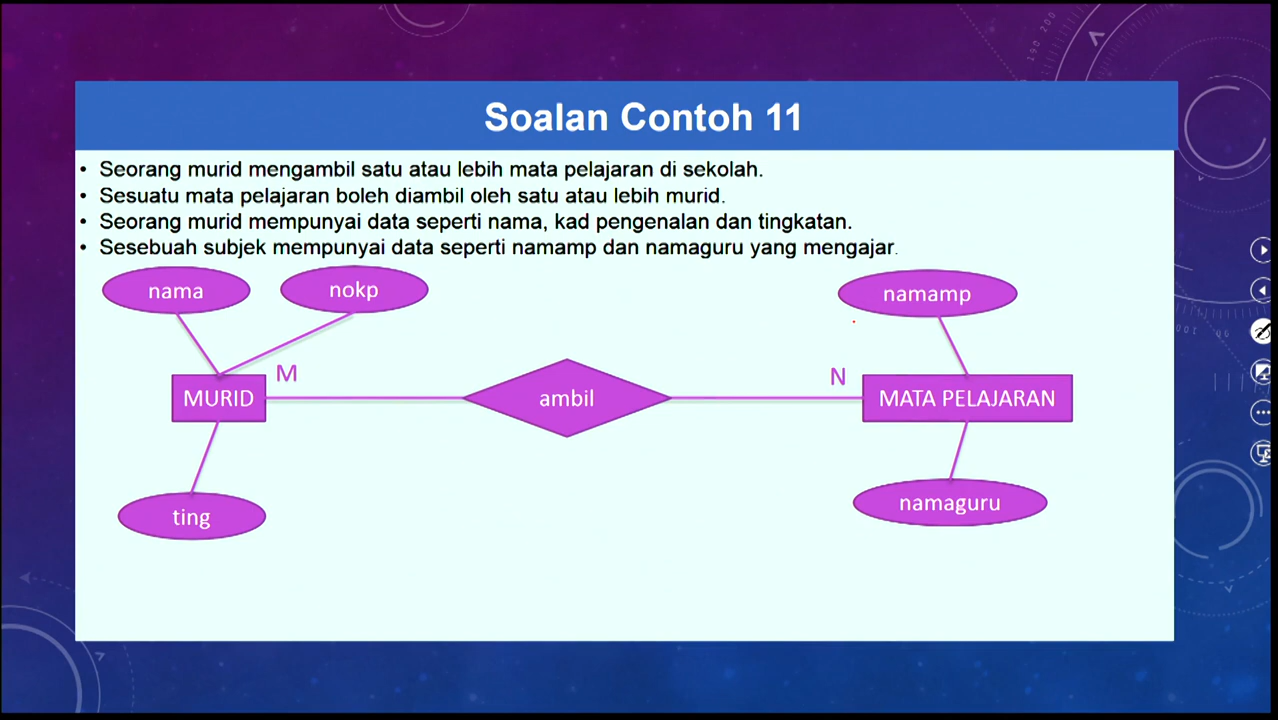 Soalan Contoh 11
• Seorang murid mengambil satu atau lebih mata pelajaran di sekolah.
• Sesuatu mata pelajaran boleh diambil oleh satu atau lebih murid.
• Seorang murid mempunyai data seperti nama, kad pengenalan dan tingkatan.
• Sesebuah subjek mempunyai data seperti namamp dan namaguru yang mengajar.
nama
nokp
namamp
MURID
M
ambil
N
MATA PELAJARAN
ting
namaguru